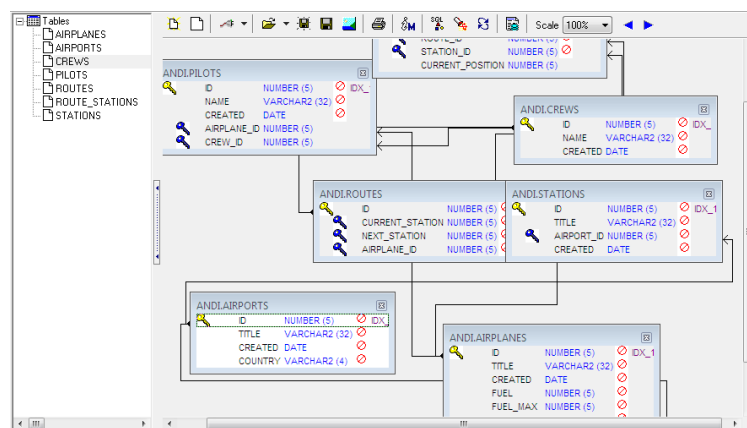 Tables
AIRPLANES
AIRPORTS
CREWS
PILOTS
ROUTES
ROUTE_STATIONS
STATIONS
SQL
Scale 100%
ROUTE_ID NUMBER (5)
STATION_ID NUMBER (5)
CURRENT_POSITION NUMBER (5)
ANDI.PILOTS
ID NUMBER (5) IDX_
NAME VARCHAR2 (32)
CREATED DATE
AIRPLANE_ID NUMBER (5)
CREW_ID NUMBER (5)
ANDI.CREWS
ID NUMBER (5) IDX_
NAME VARCHAR2 (32)
CREATED DATE
ANDI.ROUTES
ID NUMBER (5)
CURRENT_STATION NUMBER (5)
NEXT_STATION NUMBER (5)
AIRPLANE_ID NUMBER (5)
ANDI.STATIONS
ID NUMBER (5) IDX_1
TITLE VARCHAR2 (32)
AIRPORT_ID NUMBER (5)
CREATED DATE
ANDI.AIRPORTS
ID NUMBER (5) IDX_
TITLE VARCHAR2 (32)
CREATED DATE
COUNTRY VARCHAR2 (4)
ANDI.AIRPLANES
ID NUMBER (5) IDX_1
TITLE VARCHAR2 (32)
CREATED DATE
FUEL NUMBER (5)
FUEL_MAX NUMBER (5)